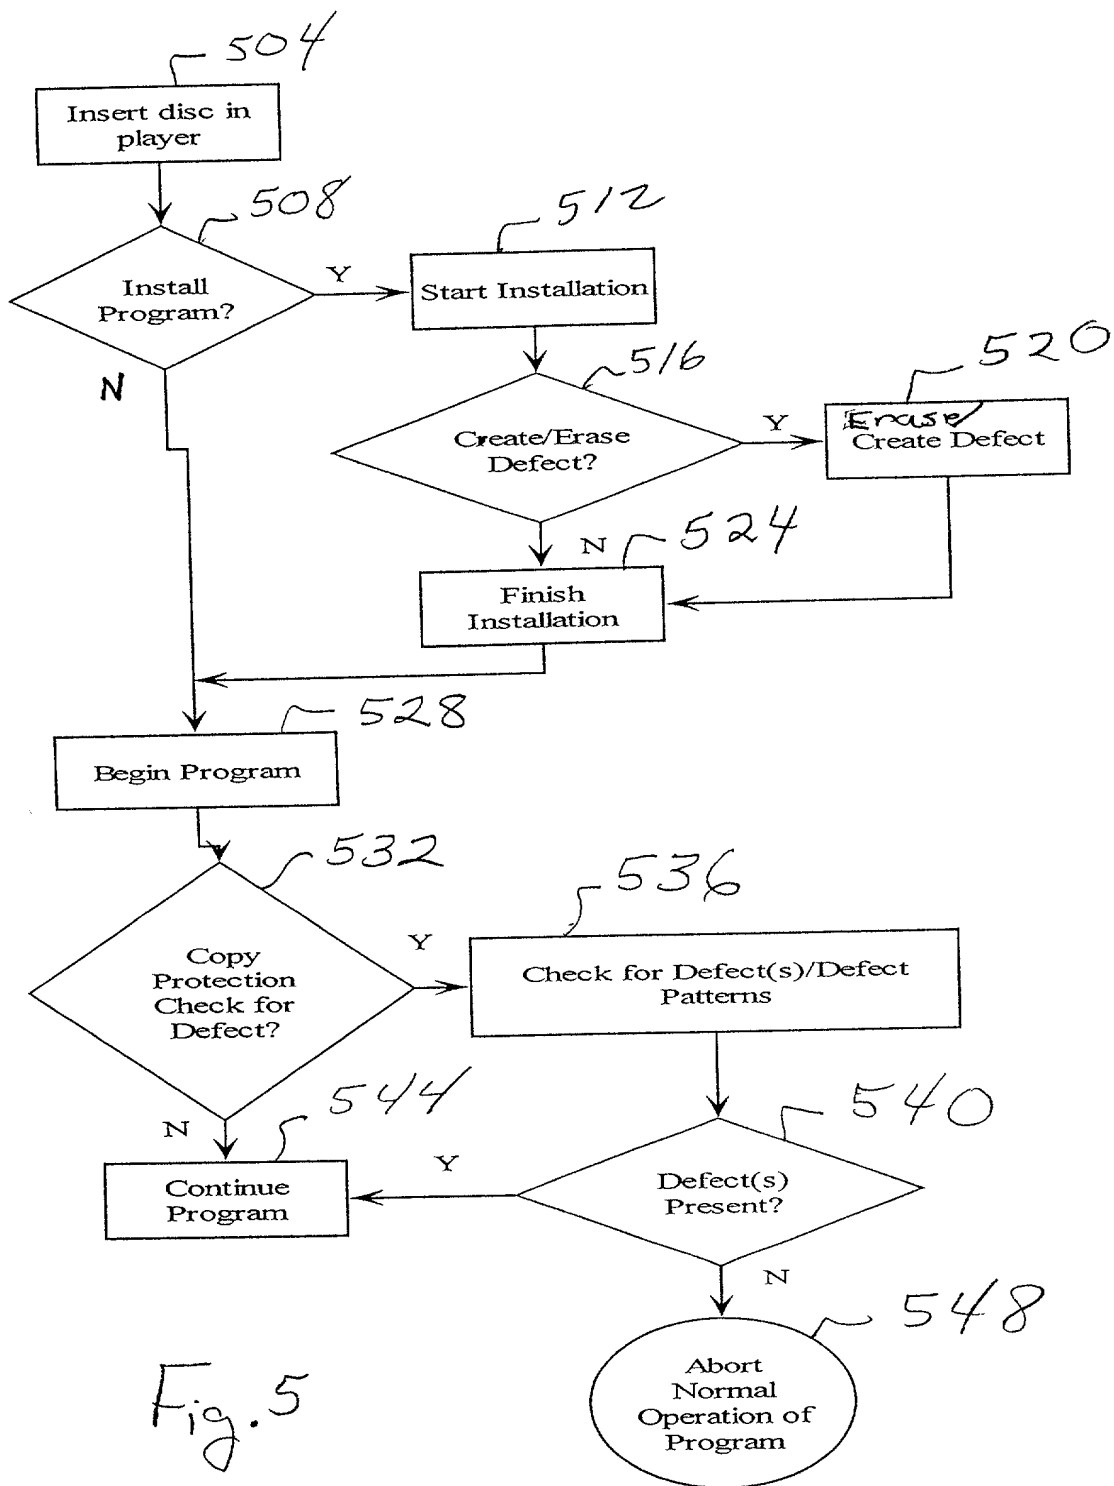 504
Insert disc in
player
508
Install
Program?
Y
N
512
Start Installation
516
Create/Erase
Defect?
Y
N
520
Erase/
Create Defect
524
Finish
Installation
528
Begin Program
532
Copy
Protection
Check for
Defect?
Y
N
536
Check for Defect(s)/Defect
Patterns
540
Defect(s)
Present?
Y
N
544
Continue
Program
548
Abort
Normal
Operation of
Program
Fig. 5